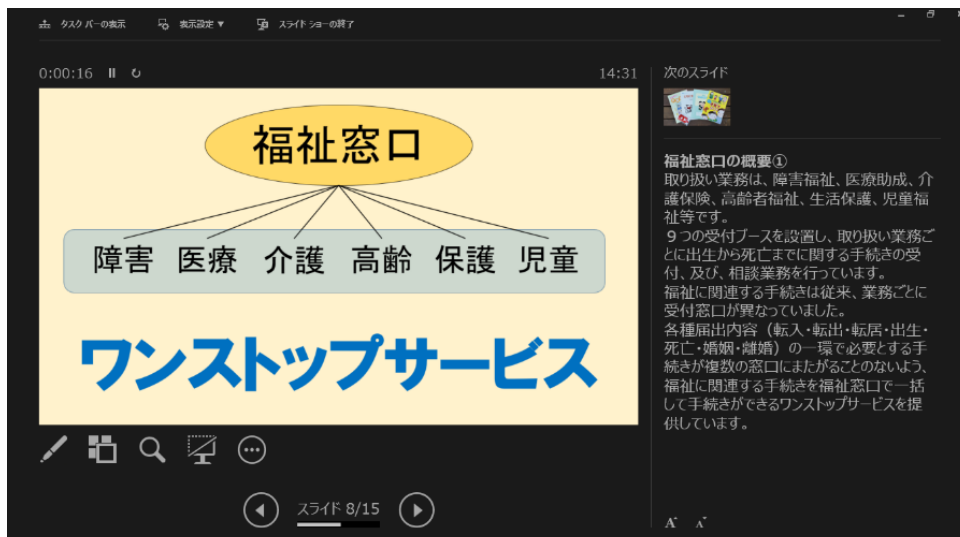 タスク バーの表示 表示設定 ▼ スライド ショーの終了
0:00:16 14:31
福祉窓口
障害 医療 介護 高齢 保護 児童
ワンストップサービス
スライド 8/15
次のスライド
福祉窓口の概要①
取り扱い業務は、障害福祉、医療助成、介
護保険、高齢者福祉、生活保護、児童福
祉等です。
９つの受付ブースを設置し、取り扱い業務ご
とに出生から死亡までに関する手続きの受
付、及び、相談業務を行っています。
福祉に関連する手続きは従来、業務ごとに
受付窓口が異なっていました。
各種届出内容（転入・転出・転居・出生・
死亡・婚姻・離婚）の一環で必要とする手
続きが複数の窓口にまたがることのないよう、
福祉に関連する手続きを福祉窓口で一括
して手続きができるワンストップサービスを提
供しています。
A A